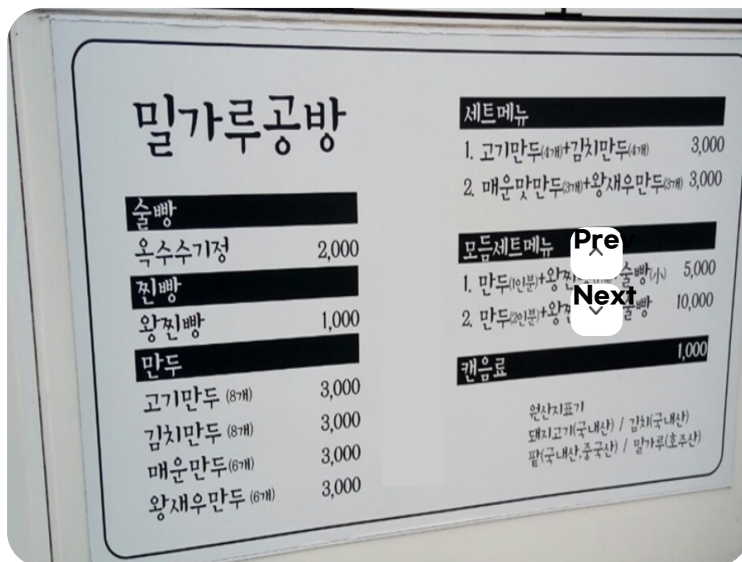 밀가루공방
술빵
옥수수기정 2,000
찐빵
왕찐빵 1,000
만두
고기만두 (8개) 3,000
김치만두 (8개) 3,000
매운만두(6개) 3,000
왕새우만두 (6개) 3,000
세트메뉴
1. 고기만두(4개)+김치만두(4개) 3,000
2. 매운맛만두(3개)+왕새우만두(3개) 3,000
모듬세트메뉴
1. 만두(1인분)+왕찐 술빵(小) 5,000
2. 만두(2인분)+왕찐 술빵 10,000
캔음료 1,000
원산지표기
돼지고기(국내산) / 김치(국내산)
팥(국내산,중국산) / 밀가루(호주산)
Pre
Next